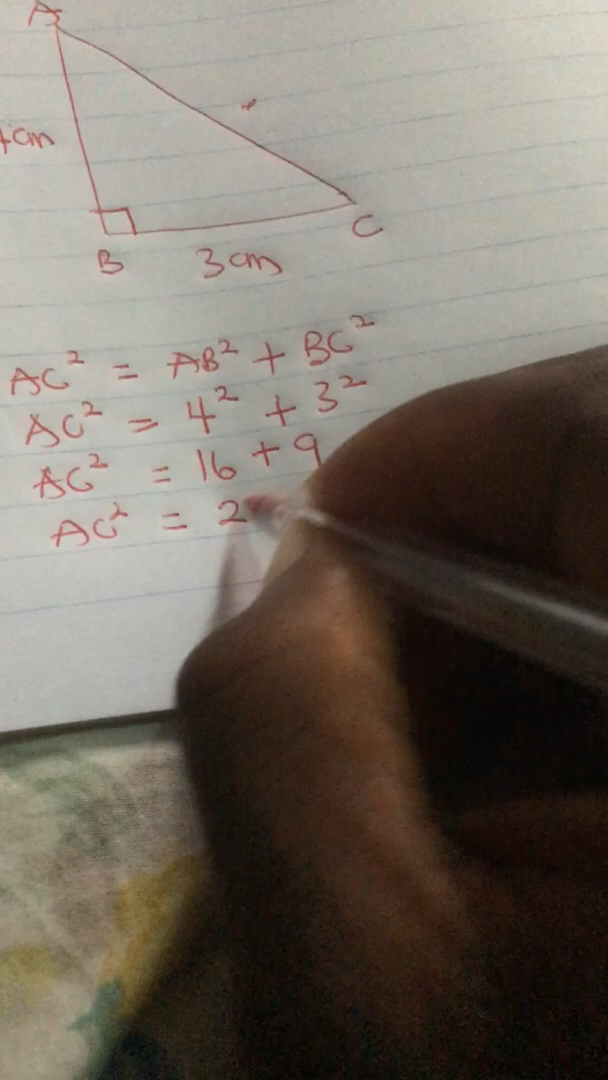 A
4cm
B
3cm
C
AC² = AB² + BC²
AC² = 4² + 3²
AC² = 16 + 9
AC² = 2